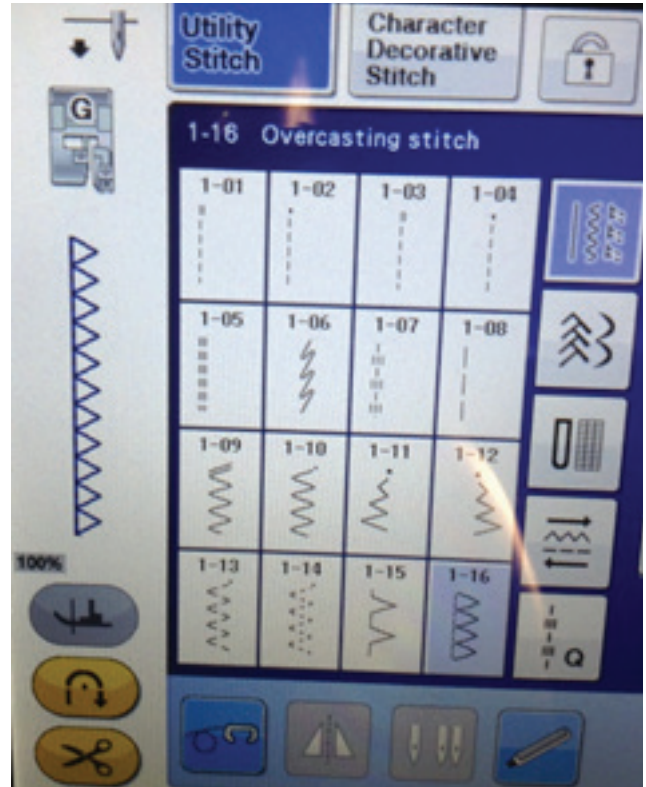 Utility
Stitch
Character
Decorative
Stitch
G
1-16 Overcasting stitch
1-01 1-02 1-03 1-04
1-05 1-06 1-07 1-08
1-09 1-10 1-11 1-12
100%
1-13 1-14 1-15 1-16
Q